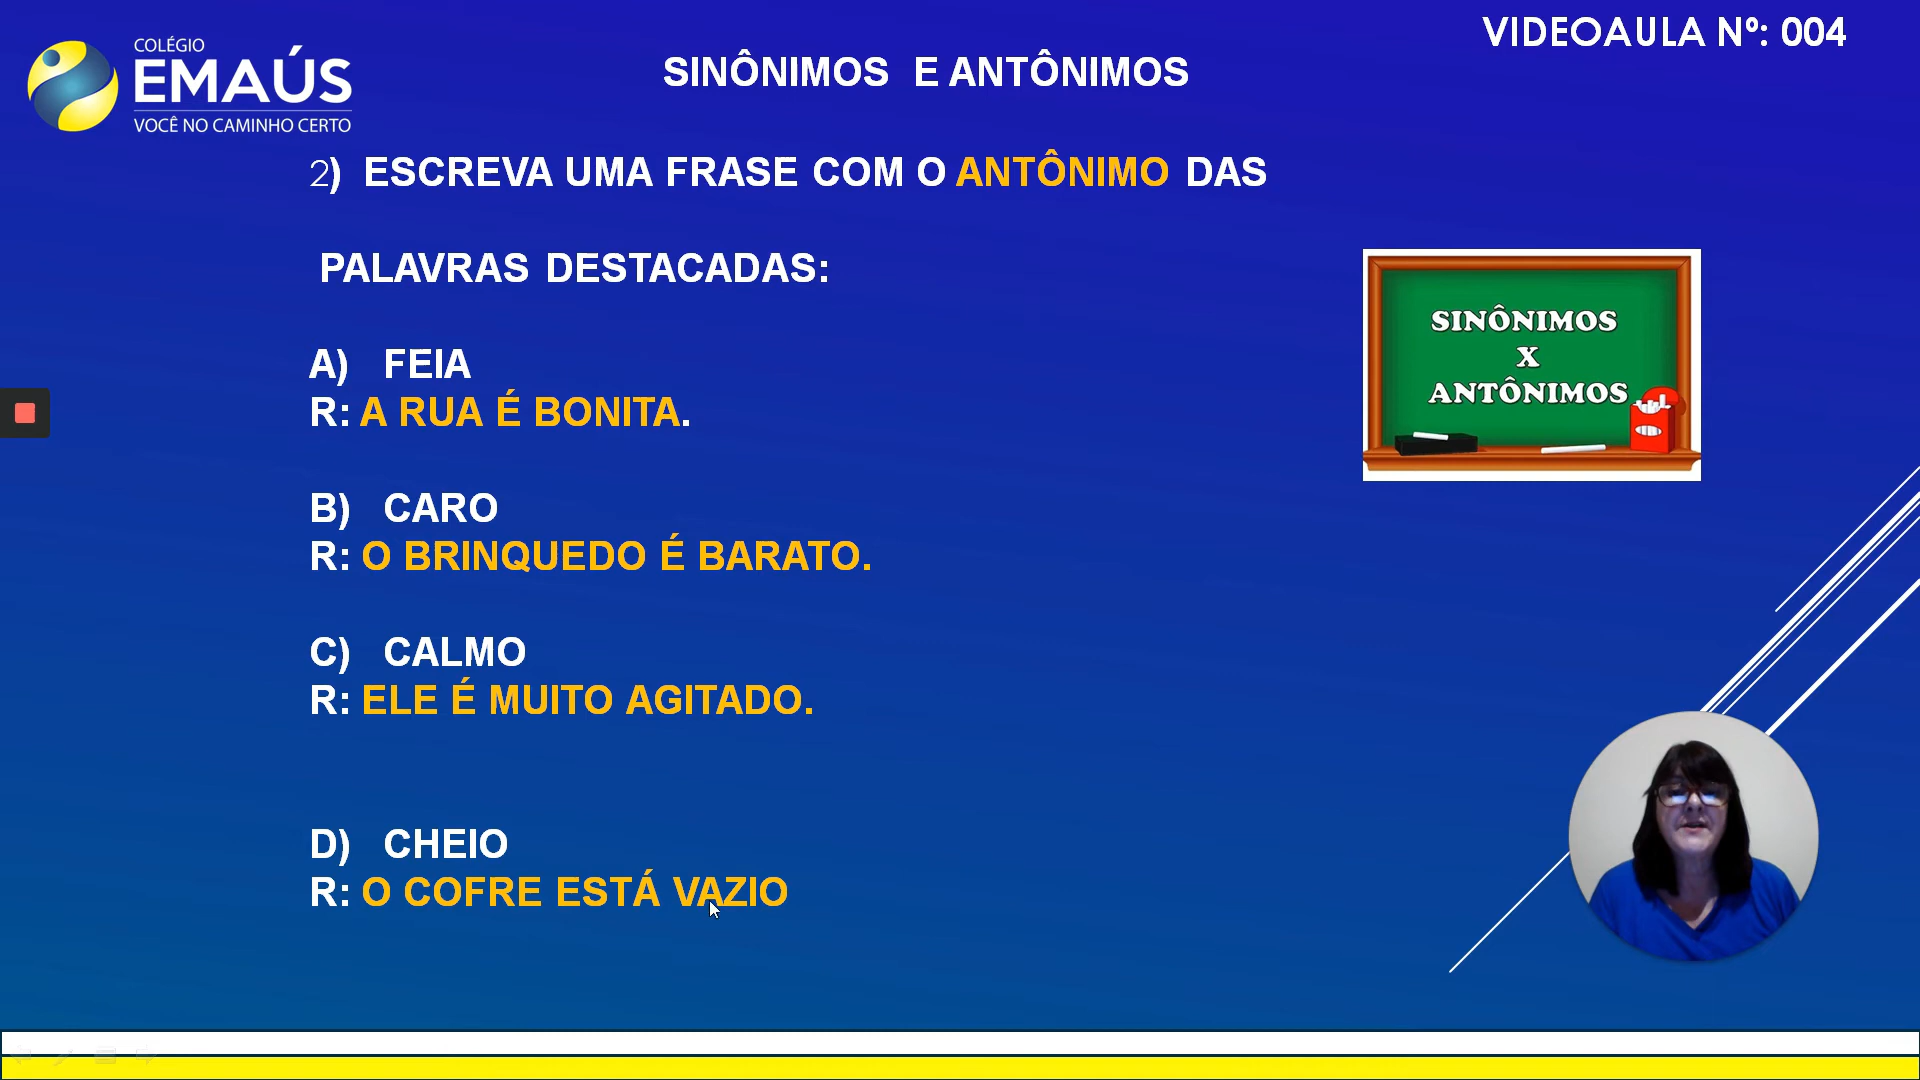 VIDEOAULA Nº: 004
COLÉGIO
EMAÚS
VOCÊ NO CAMINHO CERTO
SINÔNIMOS E ANTÔNIMOS
2) ESCREVA UMA FRASE COM O ANTÔNIMO DAS
PALAVRAS DESTACADAS:
A) FEIA
R: A RUA É BONITA.
B) CARO
R: O BRINQUEDO É BARATO.
C) CALMO
R: ELE É MUITO AGITADO.
D) CHEIO
R: O COFRE ESTÁ VAZIO
SINÔNIMOS
X
ANTÔNIMOS